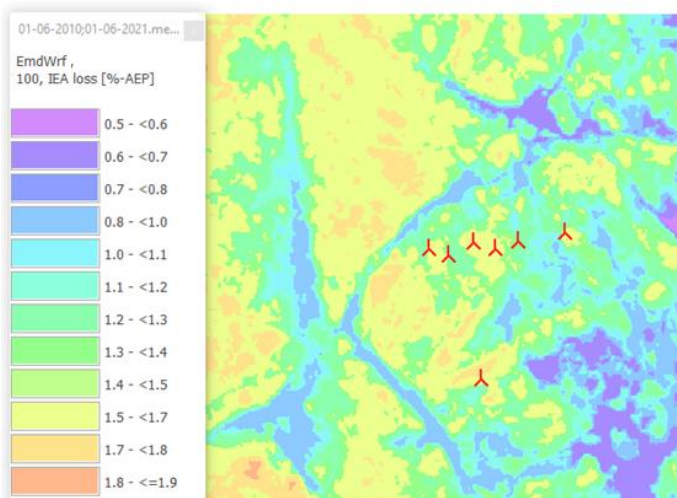 01-06-2010;01-06-2021.me...
EmdWrf ,
100, IEA loss [%-AEP]
0.5 - <0.6
0.6 - <0.7
0.7 - <0.8
0.8 - <1.0
1.0 - <1.1
1.1 - <1.2
1.2 - <1.3
1.3 - <1.4
1.4 - <1.5
1.5 - <1.7
1.7 - <1.8
1.8 - <=1.9